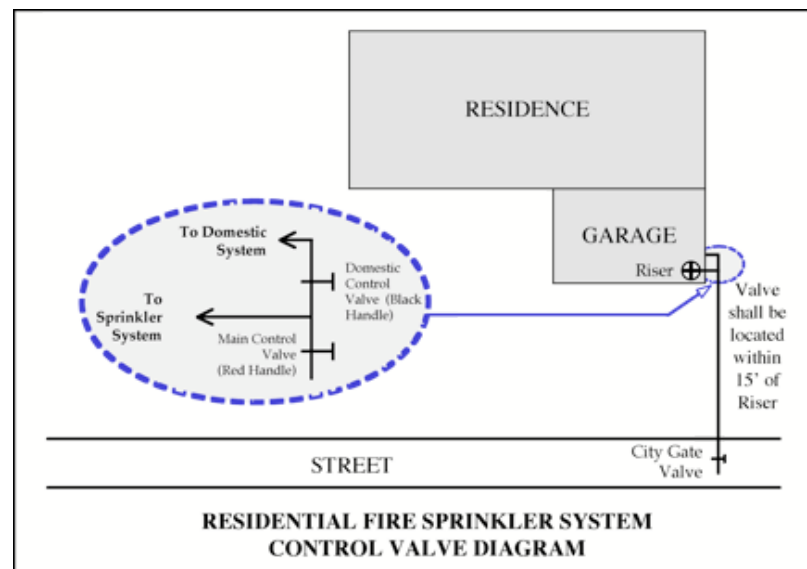 RESIDENCE
GARAGE
Riser
Valve
shall be
located
within
15' of
Riser
To Domestic
System
Domestic
Control
Valve (Black
Handle)
To
Sprinkler
System
Main Control
Valve
(Red Handle)
City Gate
Valve
STREET
RESIDENTIAL FIRE SPRINKLER SYSTEM
CONTROL VALVE DIAGRAM